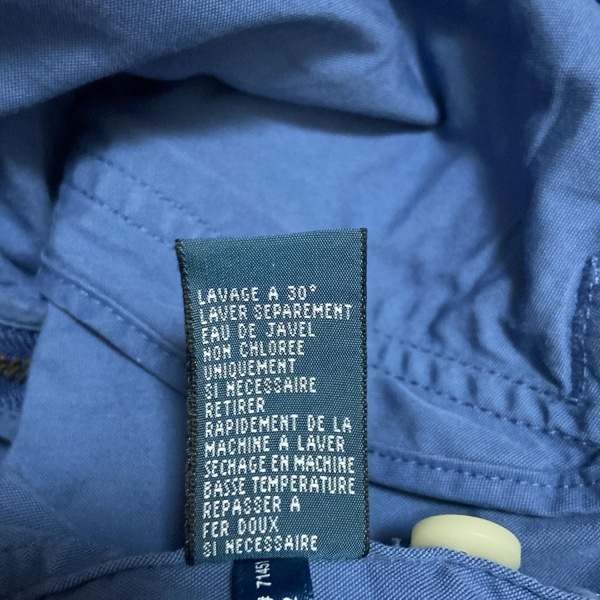 LAVAGE A 30°
LAVER SEPAREMENT
EAU DE JAVEL
NON CHLOREE
UNIQUEMENT
SI NECESSAIRE
RETIRER
RAPIDEMENT DE LA
MACHINE A LAVER
SECHAGE EN MACHINE
BASSE TEMPERATURE
REPASSER A
FER DOUX
SI NECESSAIRE